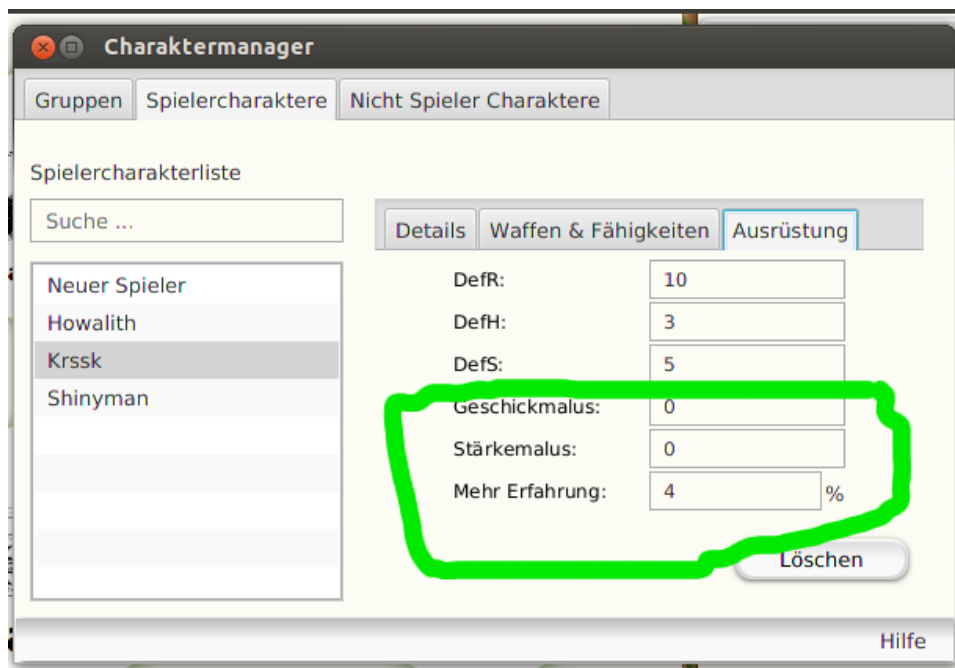 Charaktermanager
Gruppen Spielercharaktere Nicht Spieler Charaktere
Spielercharakterliste
Suche ...
Neuer Spieler
Howalith
Krssk
Shinyman
Details Waffen & Fähigkeiten Ausrüstung
DefR: 10
DefH: 3
DefS: 5
Geschickmalus: 0
Stärkemalus: 0
Mehr Erfahrung: 4 %
Löschen
Hilfe